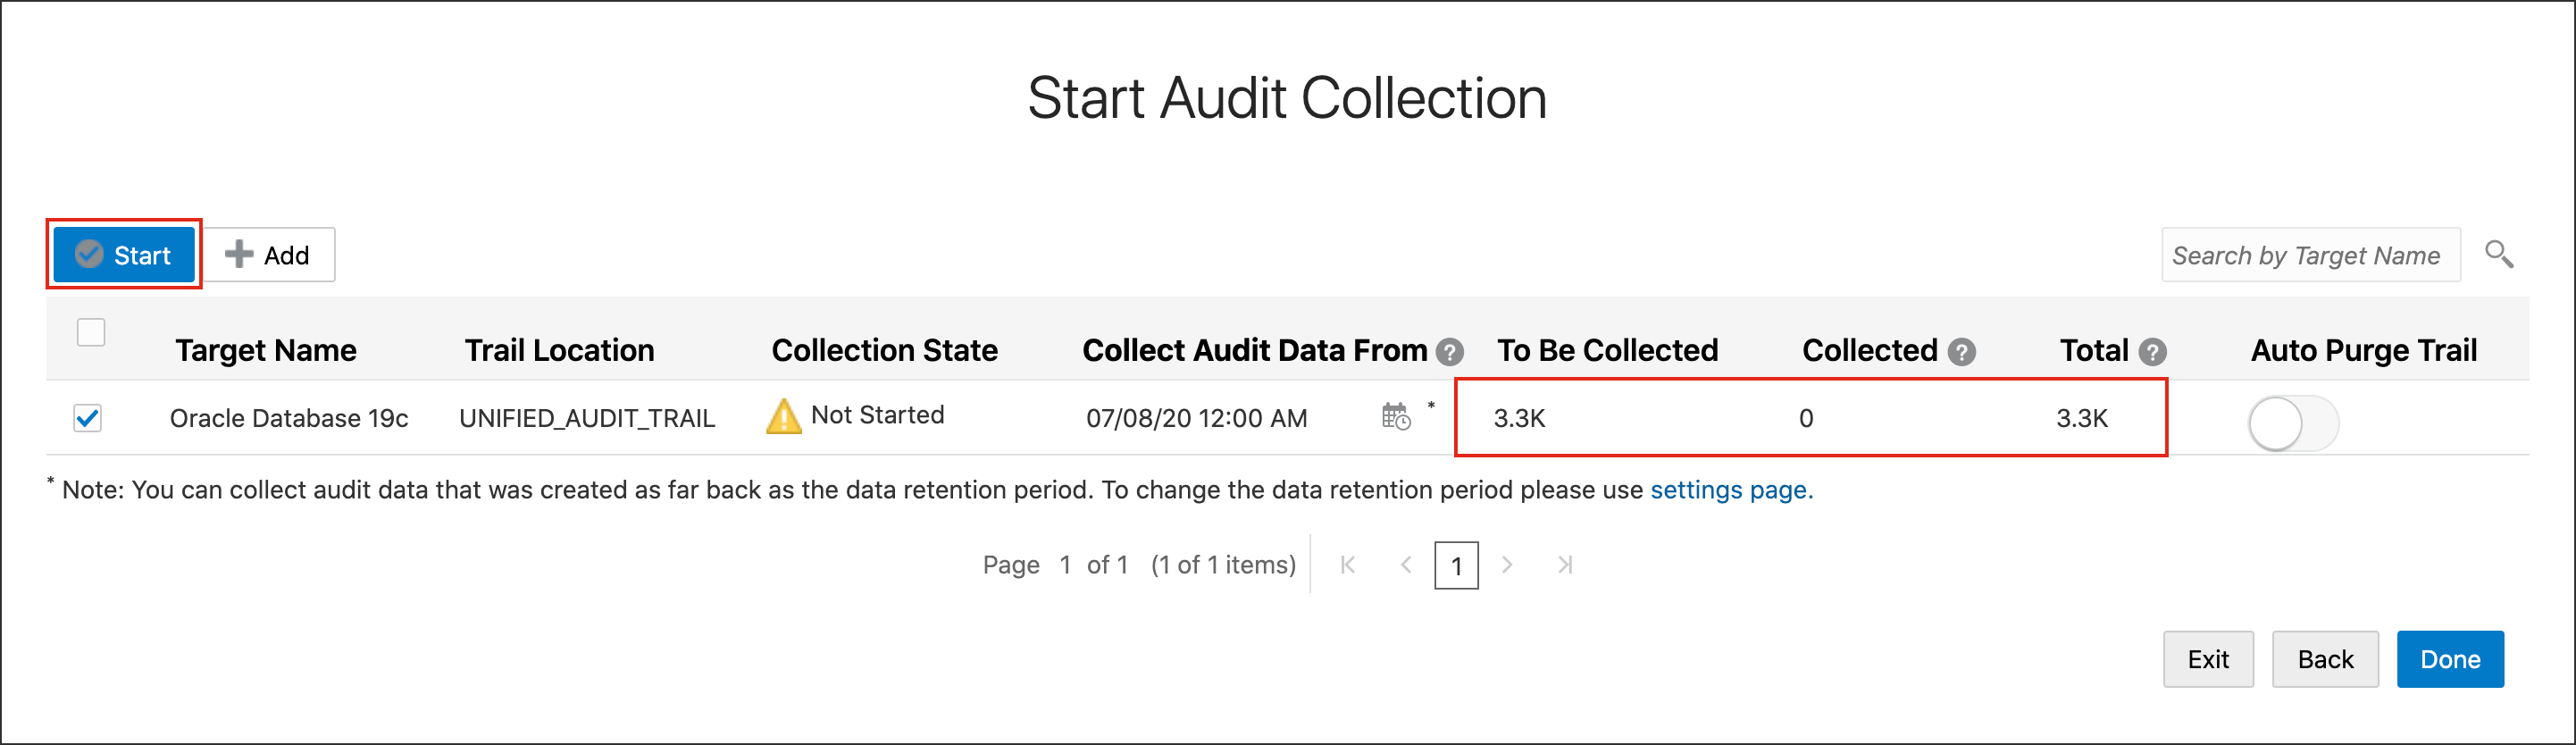 Start Audit Collection
Start Add Search by Target Name
Target Name Trail Location Collection State Collect Audit Data From ? To Be Collected Collected ? Total ? Auto Purge Trail
Oracle Database 19c UNIFIED_AUDIT_TRAIL Not Started 07/08/20 12:00 AM * 3.3K 0 3.3K
* Note: You can collect audit data that was created as far back as the data retention period. To change the data retention period please use settings page.
Page 1 of 1 (1 of 1 items) 1
Exit Back Done